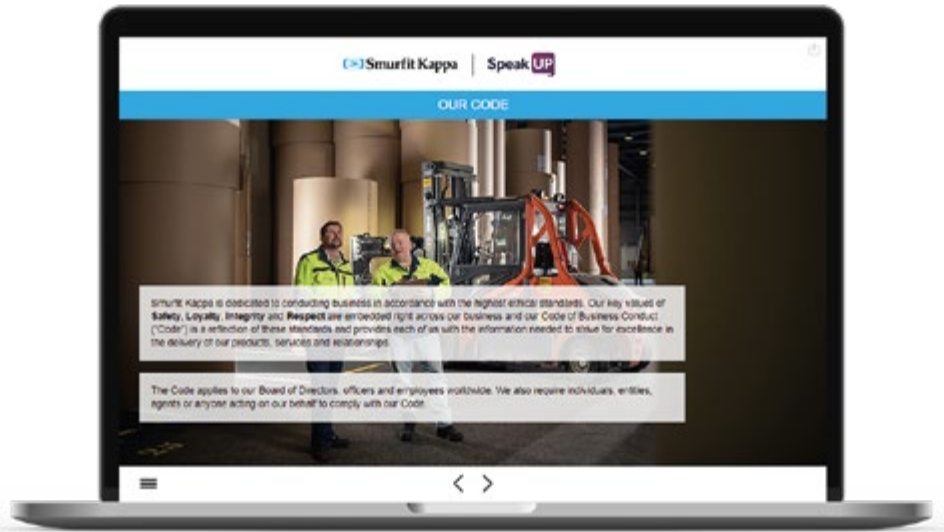 Smurfit Kappa | Speak UP
OUR CODE
Smurfit Kappa is dedicated to conducting business in accordance with the highest ethical standards. Our key values of
Safety, Loyalty, Integrity and Respect are embedded right across our business and our Code of Business Conduct
("Code") is a reflection of these standards and provides each of us with the information needed to strive for excellence in
the delivery of our products, services and relationships.
The Code applies to our Board of Directors, officers and employees worldwide. We also require individuals, entities,
agents or anyone acting on our behalf to comply with our Code.